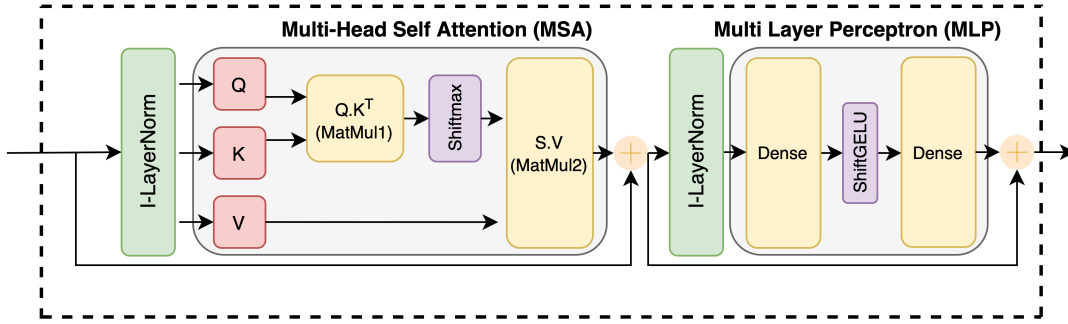 Multi-Head Self Attention (MSA)
Multi Layer Perceptron (MLP)
I-LayerNorm
Q
K
V
Q.K^T
(MatMul1)
Shiftmax
S.V
(MatMul2)
+
I-LayerNorm
Dense
ShiftGELU
Dense
+